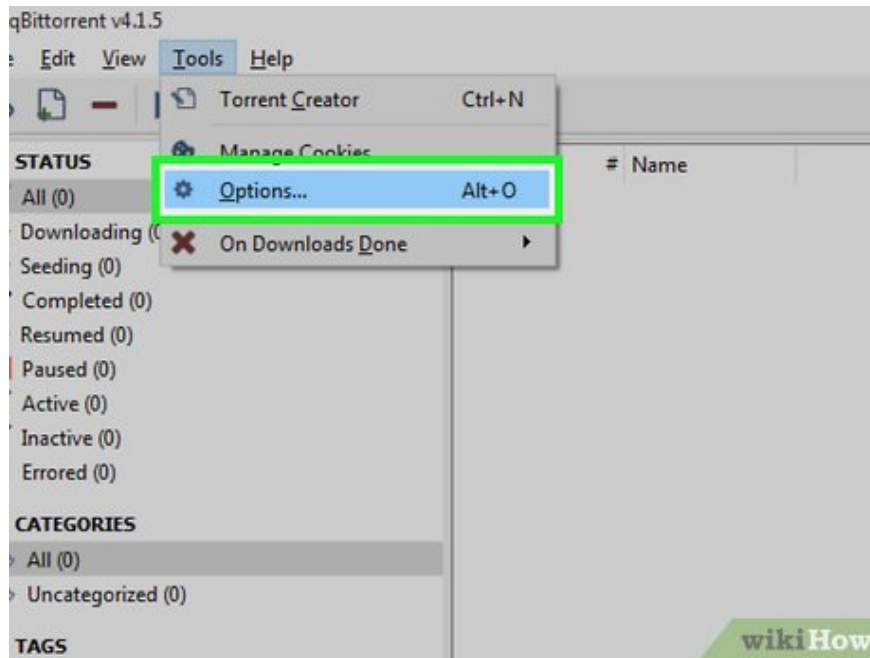 qBittorrent v4.1.5
Edit View Tools Help
Torrent Creator Ctrl+N
Manage Cookies
Options... Alt+O
On Downloads Done
# Name
STATUS
All (0)
Downloading (
Seeding (0)
Completed (0)
Resumed (0)
Paused (0)
Active (0)
Inactive (0)
Errored (0)
CATEGORIES
All (0)
Uncategorized (0)
TAGS
wikiHow